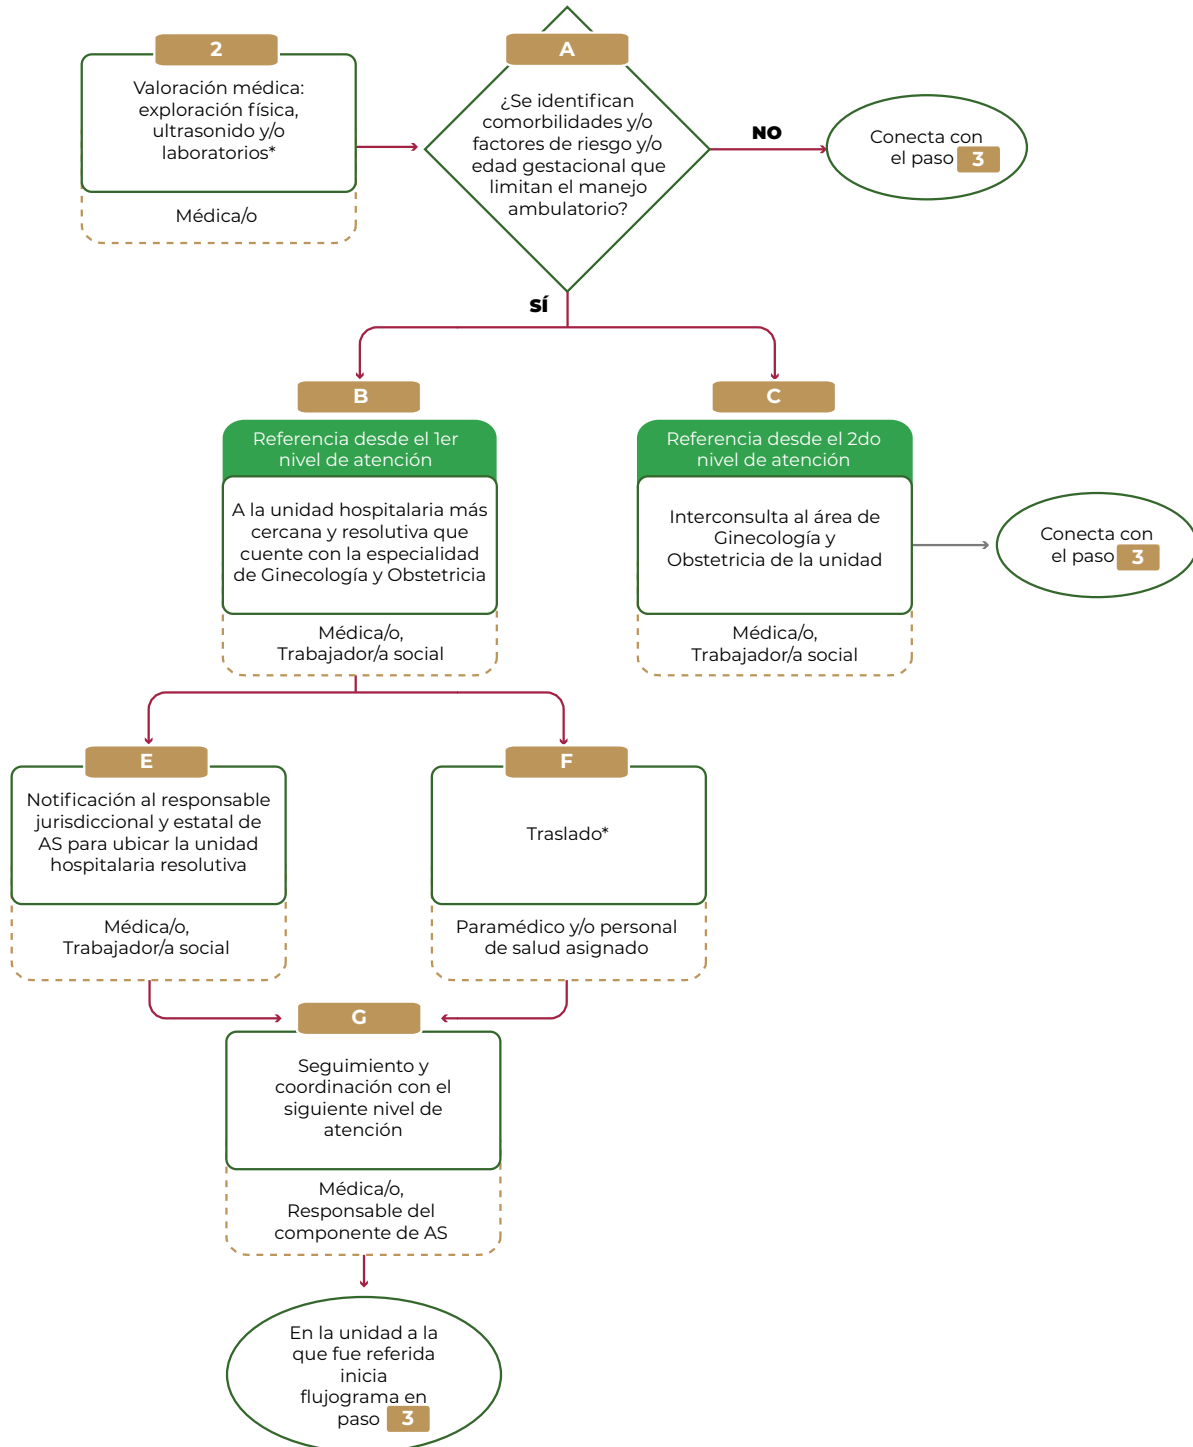 2
Valoración médica:
exploración física,
ultrasonido y/o
laboratorios*
Médica/o
A
¿Se identifican
comorbilidades y/o
factores de riesgo y/o
edad gestacional que
limitan el manejo
ambulatorio?
NO
Conecta con
el paso 3
SÍ
B
Referencia desde el 1er
nivel de atención
A la unidad hospitalaria más
cercana y resolutiva que
cuente con la especialidad
de Ginecología y Obstetricia
Médica/o,
Trabajador/a social
C
Referencia desde el 2do
nivel de atención
Interconsulta al área de
Ginecología y
Obstetricia de la unidad
Médica/o,
Trabajador/a social
Conecta con
el paso 3
E
Notificación al responsable
jurisdiccional y estatal de
AS para ubicar la unidad
hospitalaria resolutiva
Médica/o,
Trabajador/a social
F
Traslado*
Paramédico y/o personal
de salud asignado
G
Seguimiento y
coordinación con el
siguiente nivel de
atención
Médica/o,
Responsable del
componente de AS
En la unidad a la
que fue referida
inicia
flujograma en
paso 3